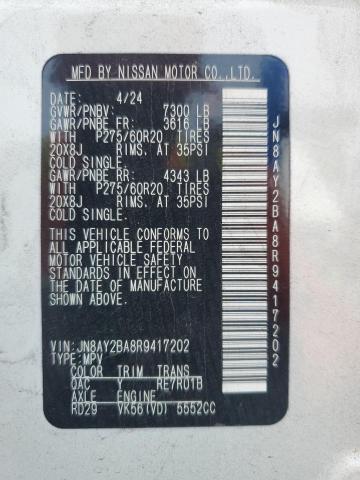 MFD BY NISSAN MOTOR CO.,LTD.
DATE: 4/24
GVWR/PNBV: 7300 LB
GAWR/PNBE FR: 3616 LB
WITH P275/60R20 TIRES
20X8J RIMS, AT 35PSI
COLD SINGLE.
GAWR/PNBE RR: 4343 LB
WITH P275/60R20 TIRES
20X8J RIMS, AT 35PSI
COLD SINGLE.
THIS VEHICLE CONFORMS TO
ALL APPLICABLE FEDERAL
MOTOR VEHICLE SAFETY
STANDARDS IN EFFECT ON
THE DATE OF MANUFACTURE
SHOWN ABOVE.
VIN: JN8AY2BA8R9417202
TYPE: MPV
COLOR TRIM TRANS
QAC Y RE7R01B
AXLE ENGINE
RD29 VK56(VD) 5552CC
JN8AY2BA8R9417202